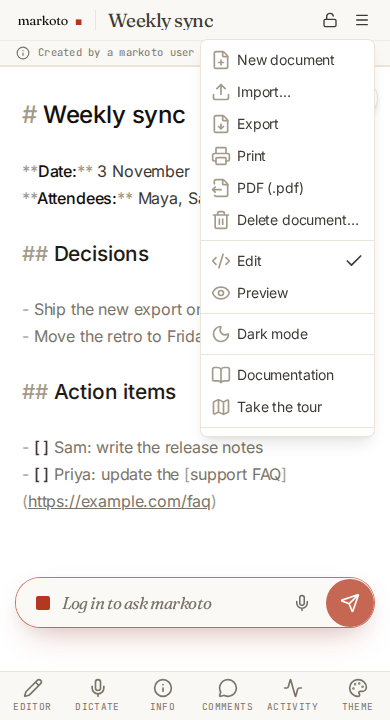 markoto Weekly sync
Created by a markoto user
New document
Import...
Export
Print
PDF (.pdf)
Delete document...
Edit
Preview
Dark mode
Documentation
Take the tour
# Weekly sync
**Date:** 3 November
**Attendees:** Maya,
## Decisions
- Ship the new export
- Move the retro to
## Action items
- [ ] Sam: write the release notes
- [ ] Priya: update the [support FAQ]
(https://example.com/faq)
Log in to ask markoto
EDITOR DICTATE INFO COMMENTS ACTIVITY THEME